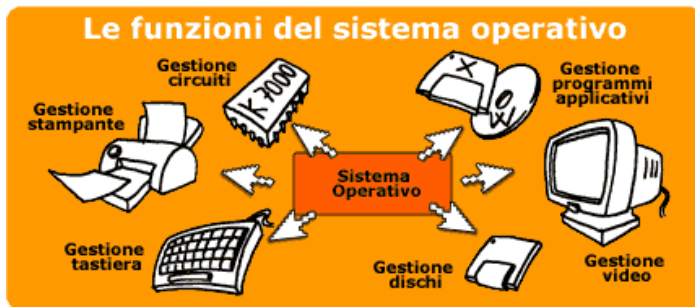 Le funzioni del sistema operativo
Gestione
circuiti
K 7000
Gestione
programmi
applicativi
X
W
Gestione
stampante
Sistema
Operativo
Gestione
tastiera
Gestione
dischi
Gestione
video